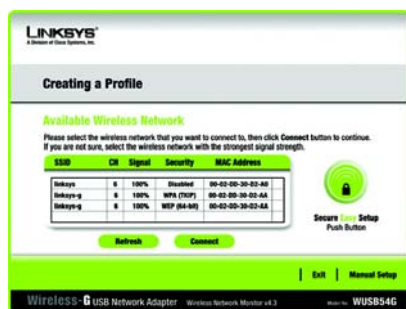 LINKSYS®
A Division of Cisco Systems, Inc.
Creating a Profile
Available Wireless Network
Please select the wireless network that you want to connect to, then click Connect button to continue.
If you are not sure, select the wireless network with the strongest signal strength.
SSID CH Signal Security MAC Address
linksys 6 100% Disabled 00-02-DD-30-D2-A0
linksys-g 6 100% WPA (TKIP) 00-02-DD-30-D2-AA
linksys-g 6 100% WEP (64-bit) 00-02-DD-30-D2-AA
Secure Easy Setup
Push Button
Refresh Connect
Exit Manual Setup
Wireless-G USB Network Adapter Wireless Network Monitor v4.3 Model No. WUSB54G